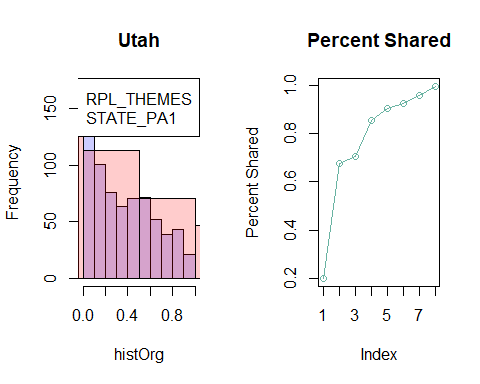 Utah
RPL_THEMES
STATE_PA1
Frequency
150
100
50
0
0.0
0.4
0.8
histOrg
Percent Shared
Percent Shared
1.0
0.8
0.6
0.4
0.2
1
3
5
7
Index